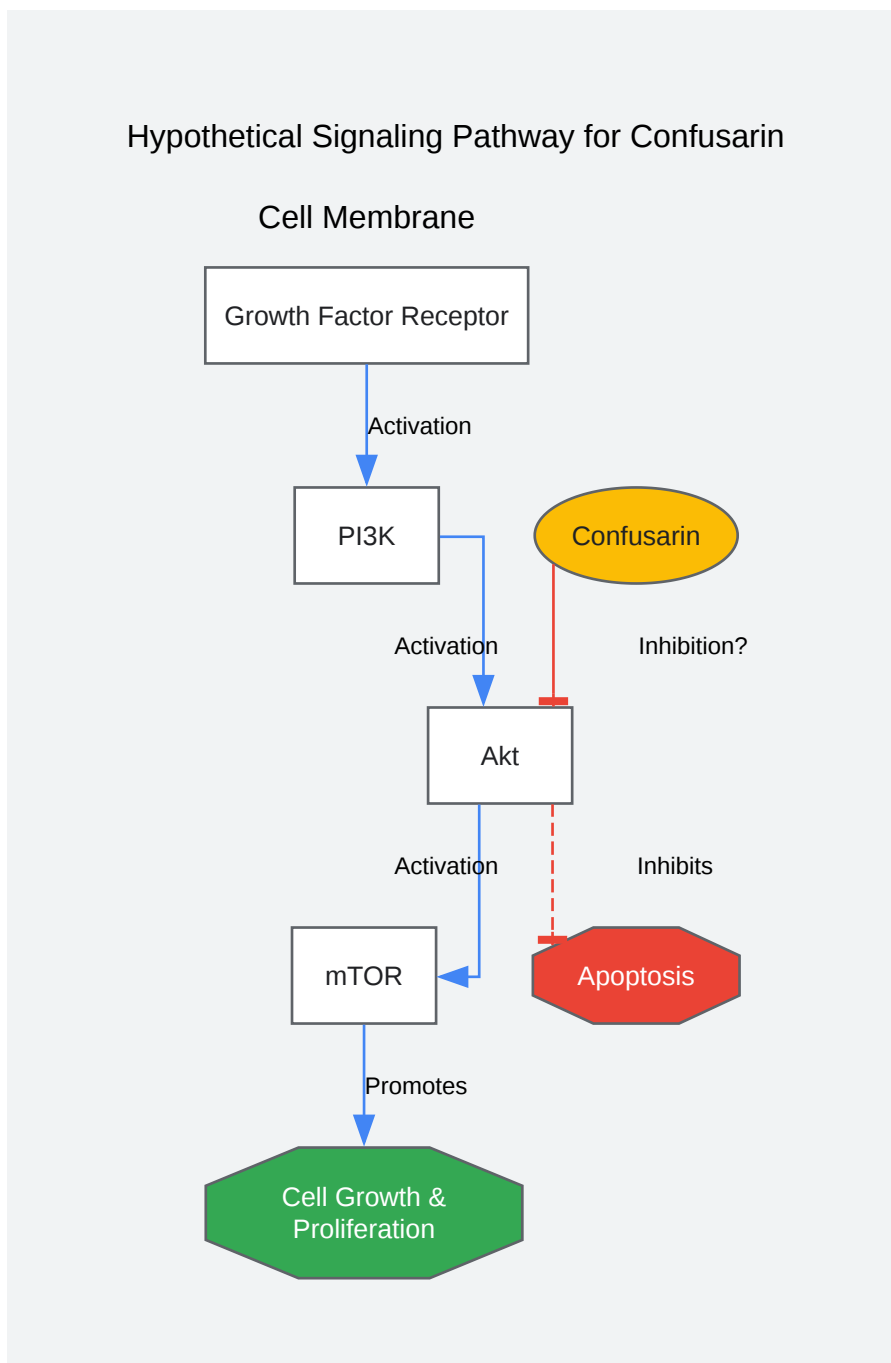 Hypothetical Signaling Pathway for Confusarin
Cell Membrane
Growth Factor Receptor
Activation
PI3K
Confusarin
Activation
Inhibition?
Akt
Activation
Inhibits
mTOR
Apoptosis
Promotes
Cell Growth &
Proliferation